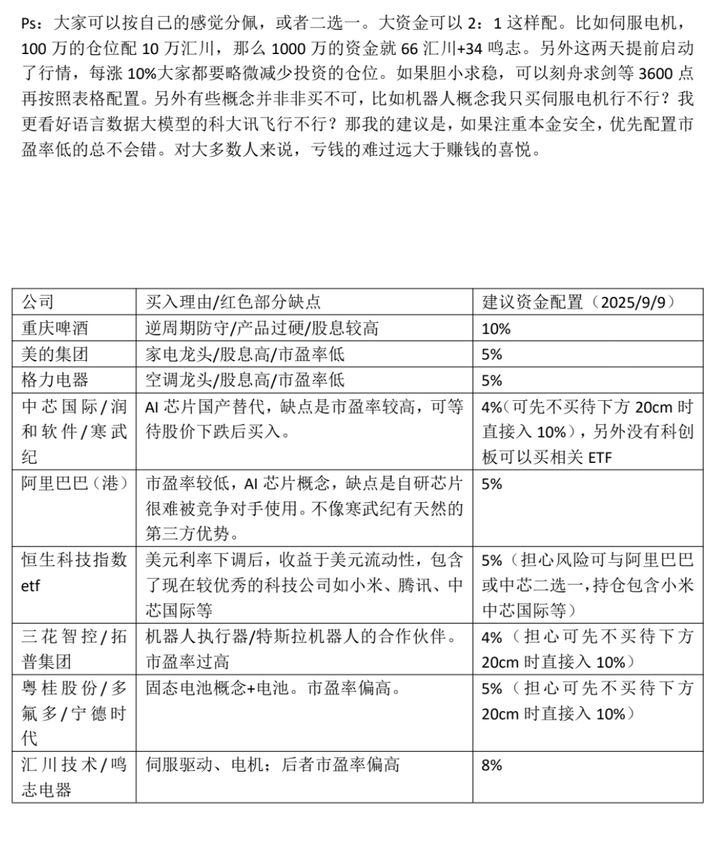 Ps：大家可以按自己的感觉分佩，或者二选一。大资金可以 2：1 这样配。比如伺服电机，
100 万的仓位配 10 万汇川，那么 1000 万的资金就 66 汇川+34 鸣志。另外这两天提前启动
了行情，每涨 10%大家都要略微减少投资的仓位。如果胆小求稳，可以刻舟求剑等 3600 点
再按照表格配置。另外有些概念并非非买不可，比如机器人概念我只买伺服电机行不行？我
更看好语言数据大模型的科大讯飞行不行？那我的建议是，如果注重本金安全，优先配置市
盈率低的总不会错。对大多数人来说，亏钱的难过远大于赚钱的喜悦。
公司 买入理由/红色部分缺点 建议资金配置（2025/9/9）
重庆啤酒 逆周期防守/产品过硬/股息较高 10%
美的集团 家电龙头/股息高/市盈率低 5%
格力电器 空调龙头/股息高/市盈率低 5%
中芯国际/润 AI 芯片国产替代，缺点是市盈率较高，可等 4%（可先不买待下方 20cm 时
和软件/寒武 待股价下跌后买入。 直接入 10%），另外没有科创
纪 板可以买相关 ETF
阿里巴巴（港） 市盈率较低，AI 芯片概念，缺点是自研芯片 5%
很难被竞争对手使用。不像寒武纪有天然的
第三方优势。
恒生科技指数 美元利率下调后，收益于美元流动性，包含 5%（担心风险可与阿里巴巴
etf 了现在较优秀的科技公司如小米、腾讯、中 或中芯二选一，持仓包含小米
芯国际等 中芯国际等）
三花智控/拓 机器人执行器/特斯拉机器人的合作伙伴。 4%（担心可先不买待下方
普集团 市盈率过高 20cm 时直接入 10%）
粤桂股份/多 固态电池概念+电池。市盈率偏高。 5%（担心可先不买待下方
氟多/宁德时 20cm 时直接入 10%）
代
汇川技术/鸣 伺服驱动、电机；后者市盈率偏高 8%
志电器